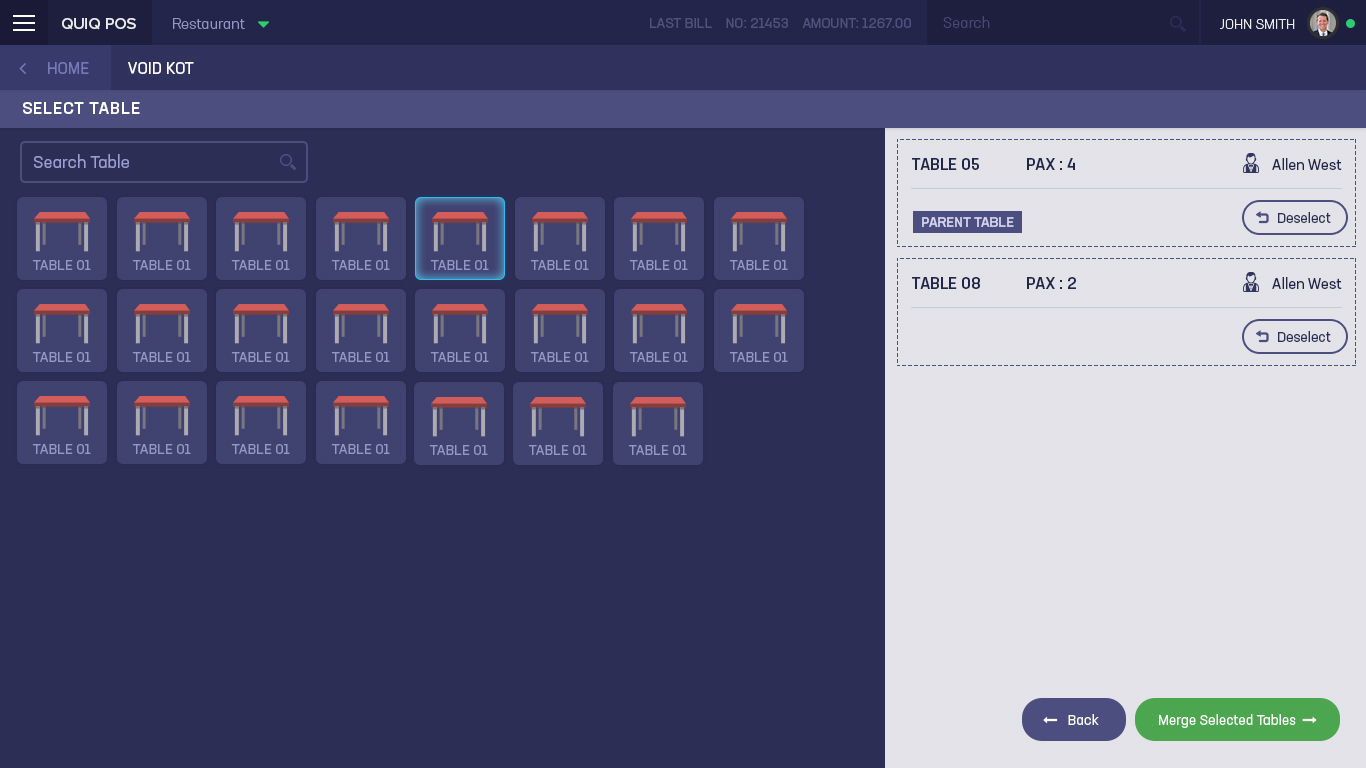 QUIQ POS Restaurant LAST BILL NO: 21453 AMOUNT: 1267.00 Search JOHN SMITH
HOME VOID KOT
SELECT TABLE
Search Table
TABLE 01 TABLE 01 TABLE 01 TABLE 01 TABLE 01 TABLE 01 TABLE 01 TABLE 01
TABLE 01 TABLE 01 TABLE 01 TABLE 01 TABLE 01 TABLE 01 TABLE 01 TABLE 01
TABLE 01 TABLE 01 TABLE 01 TABLE 01 TABLE 01 TABLE 01 TABLE 01
TABLE 05 PAX : 4 Allen West
PARENT TABLE Deselect
TABLE 08 PAX : 2 Allen West
Deselect
Back Merge Selected Tables